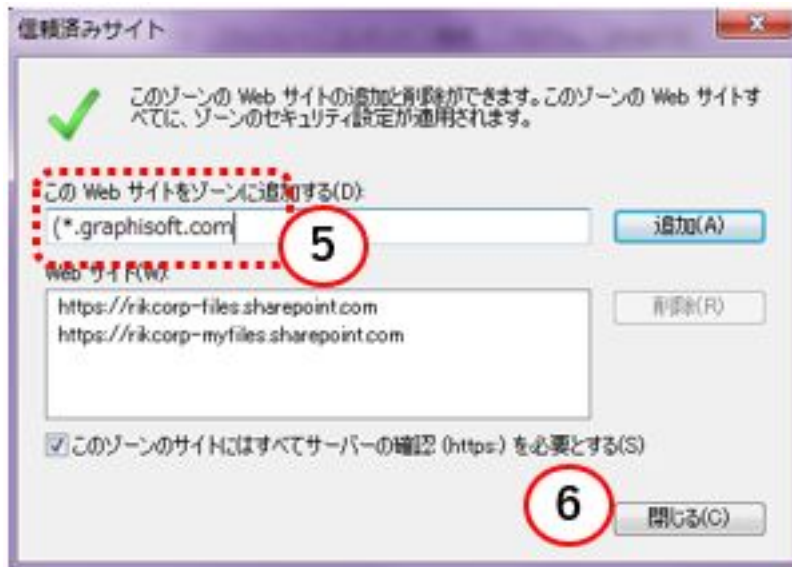 信頼済みサイト
このゾーンの Web サイトの追加と削除ができます。このゾーンの Web サイトす
べてに、ゾーンのセキュリティ設定が適用されます。
この Web サイトをゾーンに追加する(D):
(*.graphisoft.com
5
追加(A)
Web サイト(W):
https://rikcorp-files.sharepoint.com
https://rikcorp-myfiles.sharepoint.com
削除(R)
このゾーンのサイトにはすべてサーバーの確認 (https:) を必要とする(S)
6
閉じる(C)